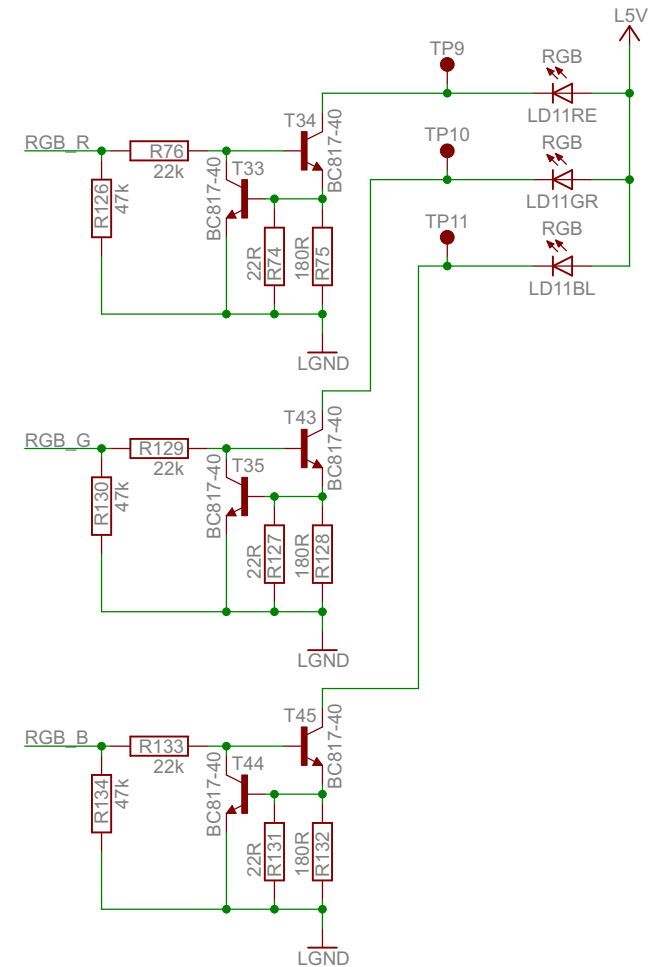 L5V
TP9
RGB
LD11RE
T34
BC817-40
TP10
RGB
LD11GR
RGB_R
R76
22k
T33
BC817-40
R126
47k
TP11
RGB
LD11BL
22R
R74
180R
R75
LGND
T43
BC817-40
RGB_G
R129
22k
T35
BC817-40
R130
47k
22R
R127
180R
R128
LGND
T45
BC817-40
RGB_B
R133
22k
T44
BC817-40
R134
47k
22R
R131
180R
R132
LGND